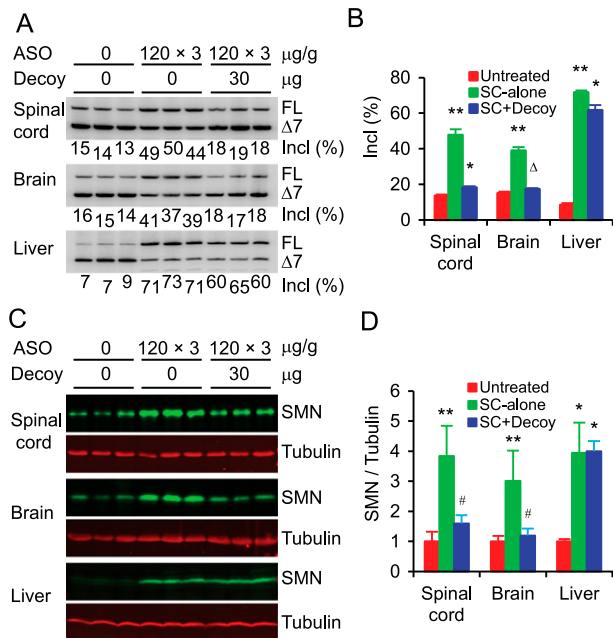 A
ASO 0 120 × 3 120 × 3 μg/g
Decoy 0 0 30 μg
Spinal cord FL
Δ7
15 14 13 49 50 44 18 19 18 Incl (%)
Brain FL
Δ7
16 15 14 41 37 39 18 17 18 Incl (%)
Liver FL
Δ7
7 7 9 71 73 71 60 65 60 Incl (%)
B
Untreated
SC-alone
SC+Decoy
Incl (%)
80
60
40
20
0
** * ** Δ ** *
Spinal cord Brain Liver
C
ASO 0 120 × 3 120 × 3 μg/g
Decoy 0 0 30 μg
Spinal cord SMN
Tubulin
Brain SMN
Tubulin
Liver SMN
Tubulin
D
Untreated
SC-alone
SC+Decoy
SMN / Tubulin
6
5
4
3
2
1
0
** # ** # * *
Spinal cord Brain Liver